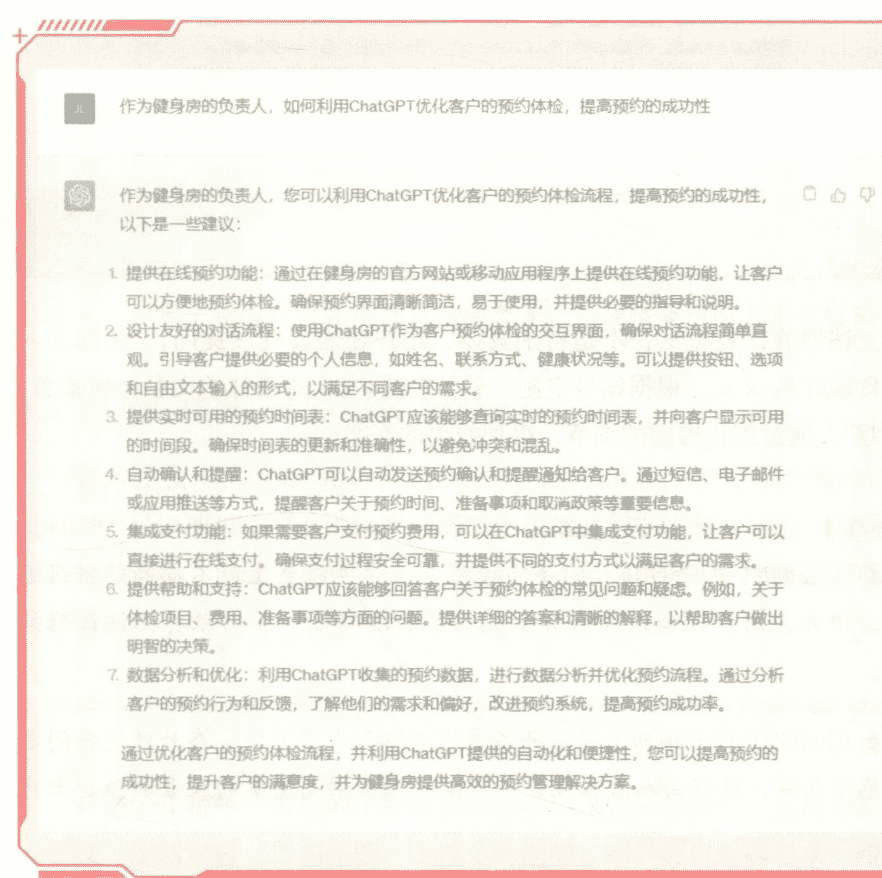 JL
作为健身房的负责人，如何利用ChatGPT优化客户的预约体检，提高预约的成功性
作为健身房的负责人，您可以利用ChatGPT优化客户的预约体检流程，提高预约的成功性，
以下是一些建议：
1. 提供在线预约功能：通过在健身房的官方网站或移动应用程序上提供在线预约功能，让客户
可以方便地预约体检。确保预约界面清晰简洁，易于使用，并提供必要的指导和说明。
2. 设计友好的对话流程：使用ChatGPT作为客户预约体检的交互界面，确保对话流程简单直
观。引导客户提供必要的个人信息，如姓名、联系方式、健康状况等。可以提供按钮、选项
和自由文本输入的形式，以满足不同客户的需求。
3. 提供实时可用的预约时间表：ChatGPT应该能够查询实时的预约时间表，并向客户显示可用
的时间段。确保时间表的更新和准确性，以避免冲突和混乱。
4. 自动确认和提醒：ChatGPT可以自动发送预约确认和提醒通知给客户。通过短信、电子邮件
或应用推送等方式，提醒客户关于预约时间、准备事项和取消政策等重要信息。
5. 集成支付功能：如果需要客户支付预约费用，可以在ChatGPT中集成支付功能，让客户可以
直接进行在线支付。确保支付过程安全可靠，并提供不同的支付方式以满足客户的需求。
6. 提供帮助和支持：ChatGPT应该能够回答客户关于预约体检的常见问题和疑虑。例如，关于
体检项目、费用、准备事项等方面的问题。提供详细的答案和清晰的解释，以帮助客户做出
明智的决策。
7. 数据分析和优化：利用ChatGPT收集的预约数据，进行数据分析并优化预约流程。通过分析
客户的预约行为和反馈，了解他们的需求和偏好，改进预约系统，提高预约成功率。
通过优化客户的预约体检流程，并利用ChatGPT提供的自动化和便捷性，您可以提高预约的
成功性，提升客户的满意度，并为健身房提供高效的预约管理解决方案。